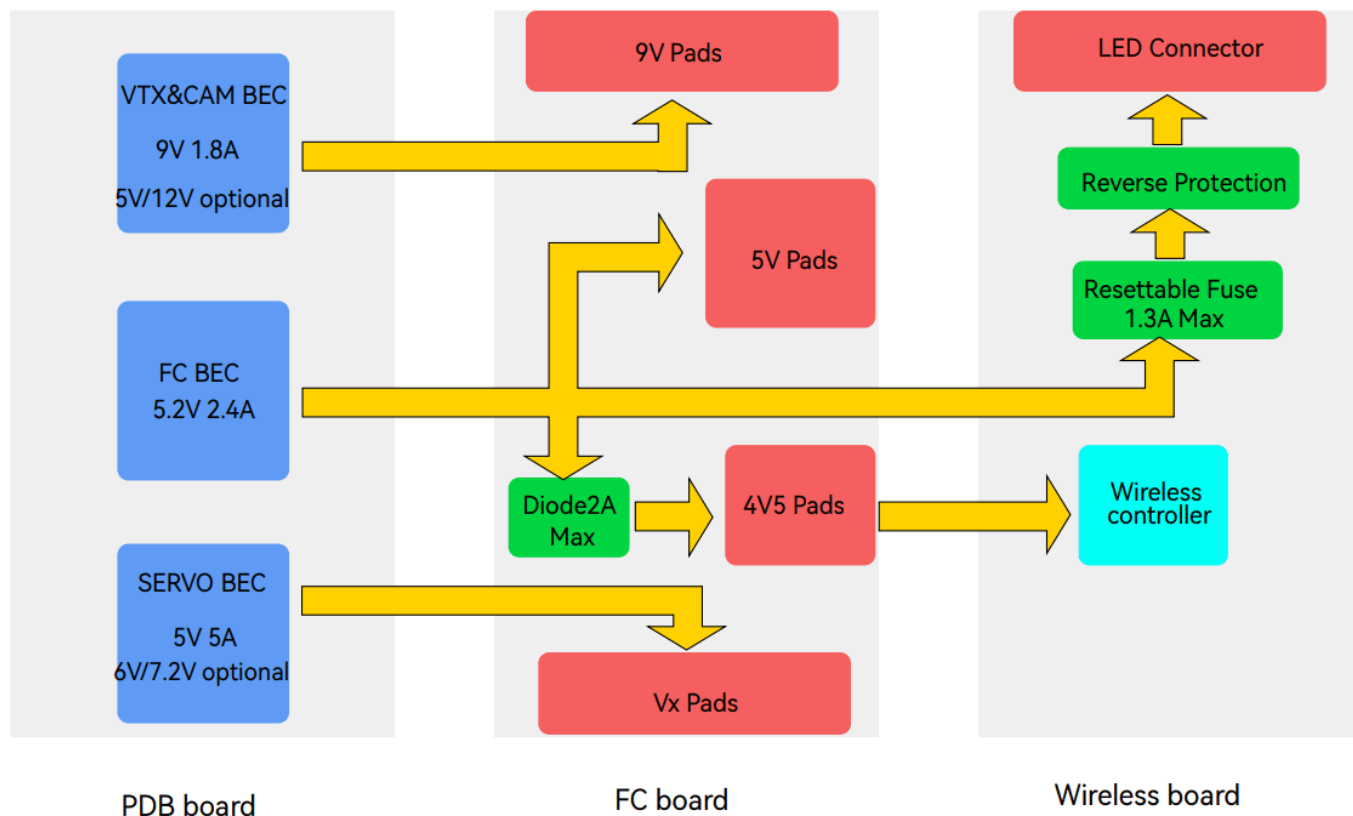 VTX&CAM BEC
9V 1.8A
5V/12V optional
FC BEC
5.2V 2.4A
SERVO BEC
5V 5A
6V/7.2V optional
PDB board
9V Pads
5V Pads
Diode2A
Max
4V5 Pads
Vx Pads
FC board
LED Connector
Reverse Protection
Resettable Fuse
1.3A Max
Wireless
controller
Wireless board